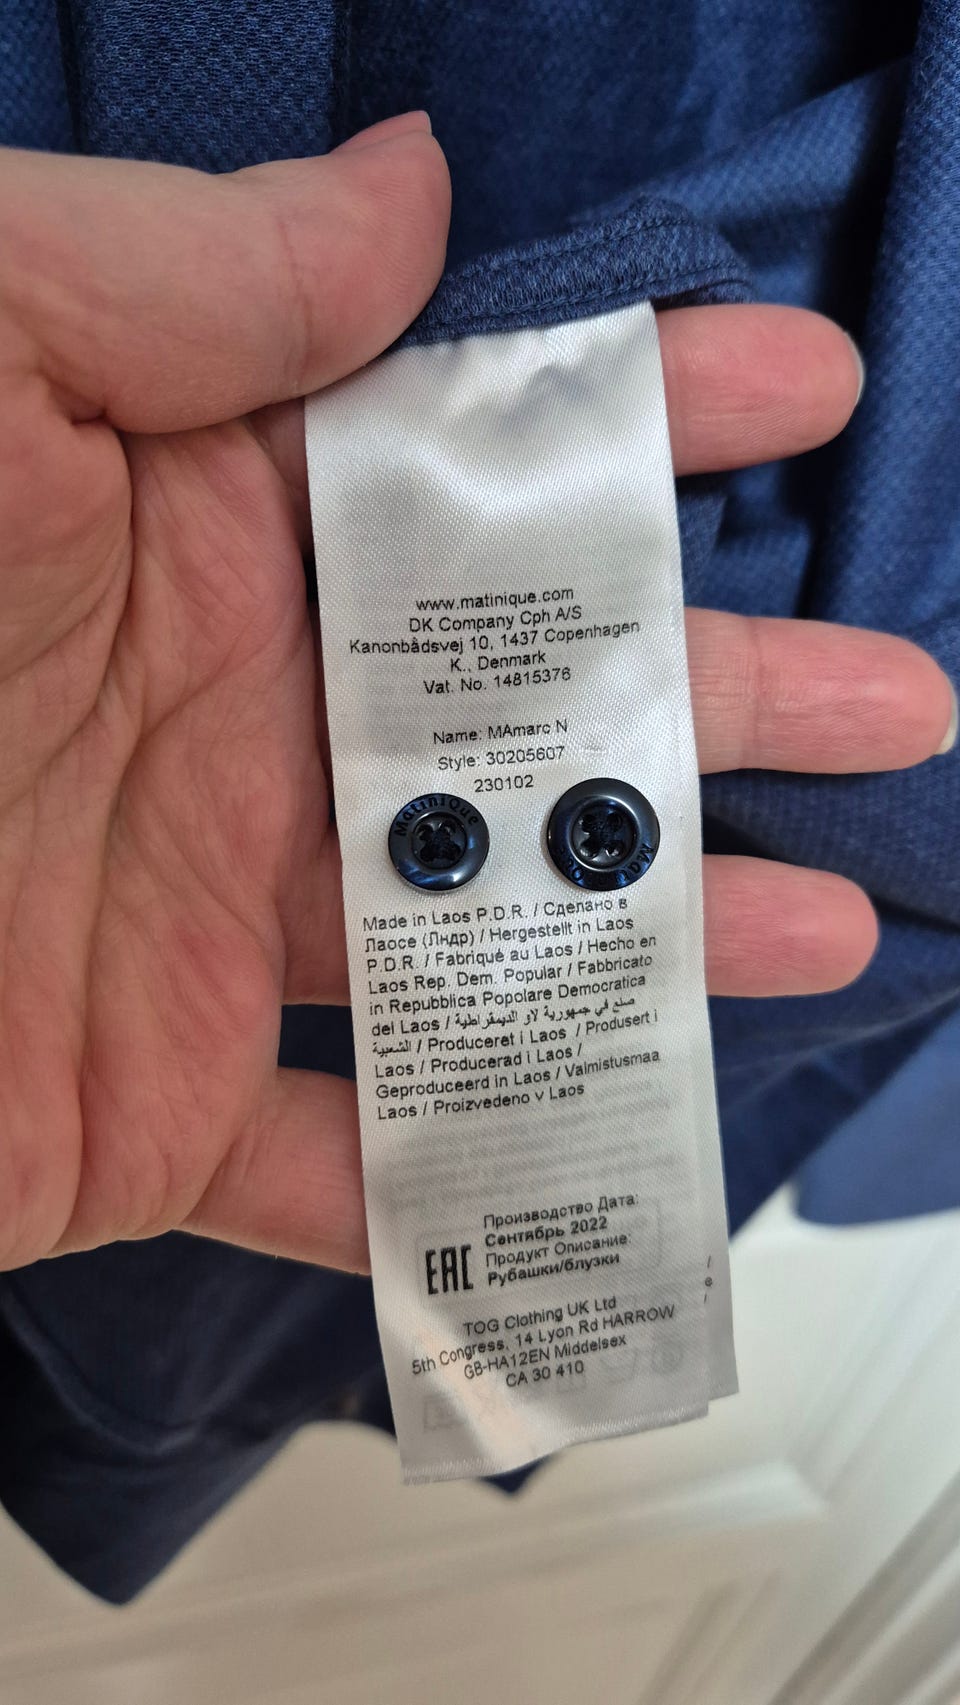 www.matinique.com
DK Company Cph A/S
Kanonbådsvej 10, 1437 Copenhagen
K., Denmark
Vat. No. 14815376
Name: MAmarc N
Style: 30205607
230102
MatinIQue
Made in Laos P.D.R. / Сделано в
Лаосе (Лндр) / Hergestellt in Laos
P.D.R. / Fabriqué au Laos / Hecho en
Laos Rep. Dem. Popular / Fabbricato
in Repubblica Popolare Democratica
del Laos / صنع في جمهورية لاو الديمقراطية
الشعبية / Produceret i Laos / Produsert i
Laos / Producerad i Laos /
Geproduceerd in Laos / Valmistusmaa
Laos / Proizvedeno v Laos
Производство Дата:
Сентябрь 2022
Продукт Описание:
Рубашки/блузки
EAC
TOG Clothing UK Ltd
5th Congress, 14 Lyon Rd HARROW
GB-HA12EN Middelsex
CA 30 410